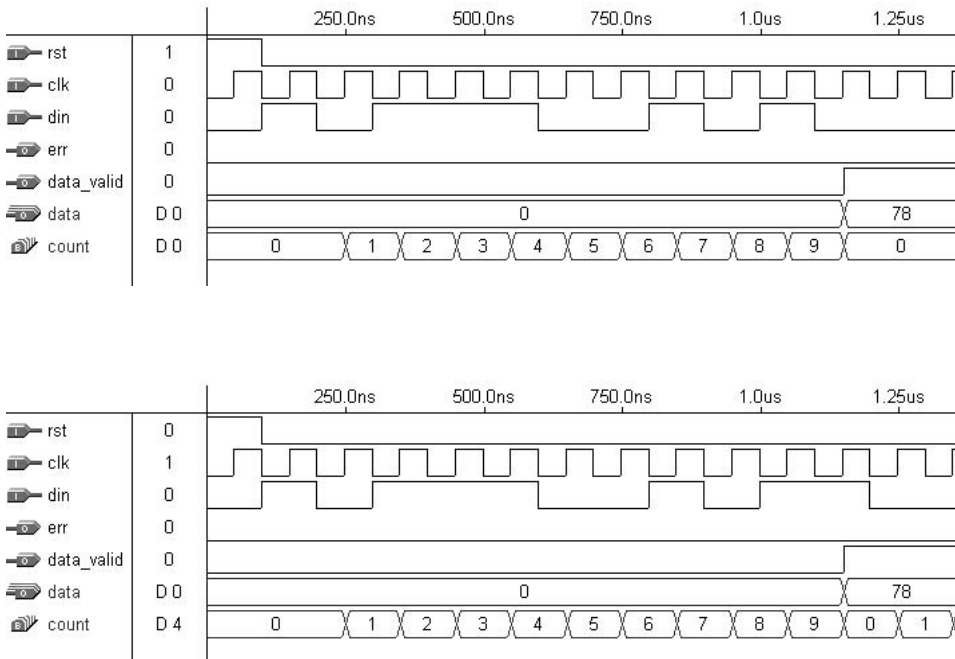 250.0ns 500.0ns 750.0ns 1.0us 1.25us
rst 1
clk 0
din 0
err 0
data_valid 0
data D 0 0 78
count D 0 0 1 2 3 4 5 6 7 8 9 0
250.0ns 500.0ns 750.0ns 1.0us 1.25us
rst 0
clk 1
din 0
err 0
data_valid 0
data D 0 0 78
count D 4 0 1 2 3 4 5 6 7 8 9 0 1